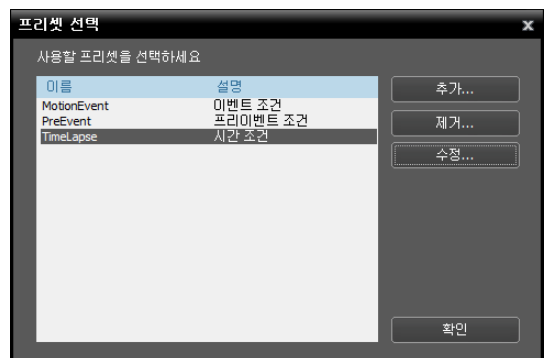 프리셋 선택 x
사용할 프리셋을 선택하세요
이름 설명
MotionEvent 이벤트 조건
PreEvent 프리이벤트 조건
TimeLapse 시간 조건
추가...
제거...
수정...
확인